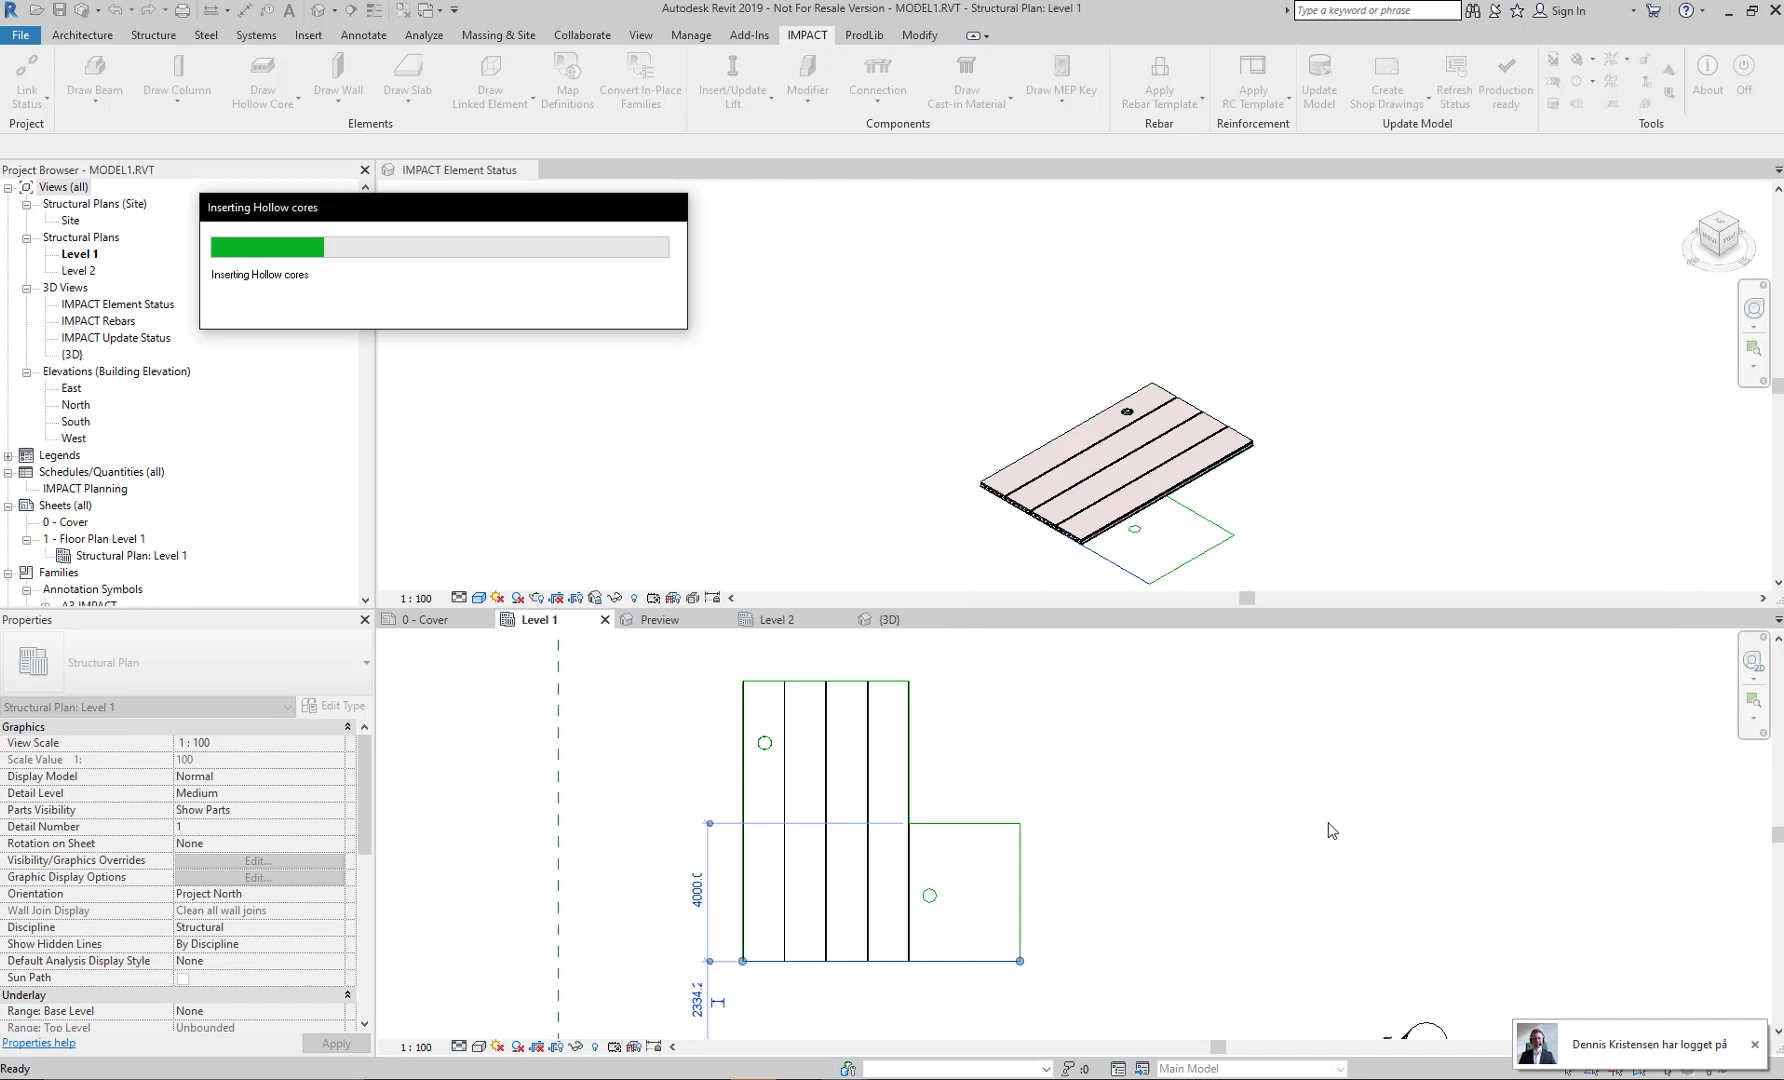 Autodesk Revit 2019 - Not For Resale Version - MODEL1.RVT - Structural Plan: Level 1
Type a keyword or phrase
Sign In
File Architecture Structure Steel Systems Insert Annotate Analyze Massing & Site Collaborate View Manage Add-Ins IMPACT ProdLib Modify
Link Status
Draw Beam
Draw Column
Draw Hollow Core
Draw Wall
Draw Slab
Draw Linked Element
Map Definitions
Convert In-Place Families
Insert/Update Lift
Modifier
Connection
Draw Cast-in Material
Draw MEP Key
Apply Rebar Template
Apply RC Template
Update Model
Create Shop Drawings
Refresh Status
Production ready
About
Off
Project Elements Components Rebar Reinforcement Update Model Tools
Project Browser - MODEL1.RVT
IMPACT Element Status
Views (all)
Structural Plans (Site)
Site
Structural Plans
Level 1
Level 2
3D Views
IMPACT Element Status
IMPACT Rebars
IMPACT Update Status
{3D}
Elevations (Building Elevation)
East
North
South
West
Legends
Schedules/Quantities (all)
IMPACT Planning
Sheets (all)
0 - Cover
1 - Floor Plan Level 1
Structural Plan: Level 1
Families
Annotation Symbols
A3 IMPACT
Inserting Hollow cores
Inserting Hollow cores
1 : 100
Properties
0 - Cover
Level 1
Preview
Level 2
{3D}
Structural Plan
Structural Plan: Level 1
Edit Type
Graphics
View Scale 1 : 100
Scale Value 1: 100
Display Model Normal
Detail Level Medium
Parts Visibility Show Parts
Detail Number 1
Rotation on Sheet None
Visibility/Graphics Overrides Edit...
Graphic Display Options Edit...
Orientation Project North
Wall Join Display Clean all wall joins
Discipline Structural
Show Hidden Lines By Discipline
Default Analysis Display Style None
Sun Path
Underlay
Range: Base Level None
Range: Top Level Unbounded
Properties help
Apply
4000.0
2334.2
1 : 100
Dennis Kristensen har logget på
Ready
:0
Main Model